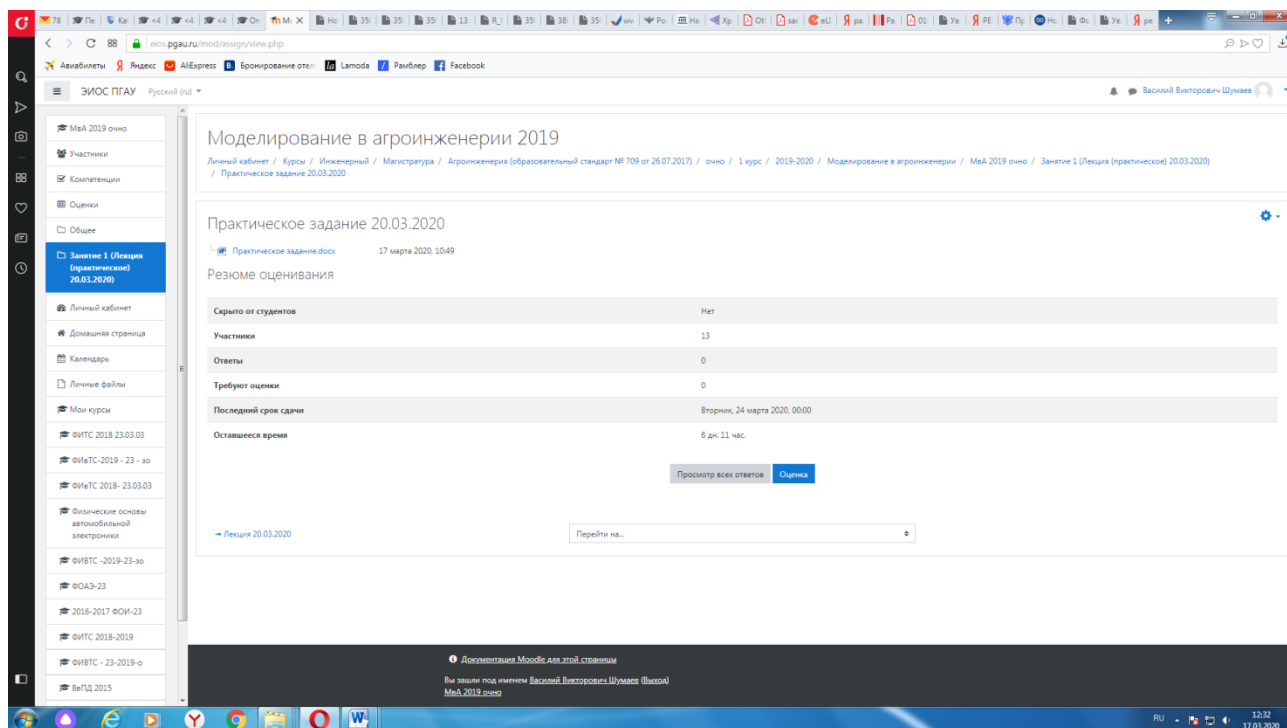 eios.pgau.ru/mod/assign/view.php
Авиабилеты Яндекс AliExpress Бронирование отел Lamoda Рамблер Facebook
ЭИОС ПГАУ Русский (ru)
Василий Викторович Шумаев
МвА 2019 очно
Участники
Компетенции
Оценки
Общее
Занятие 1 (Лекция
(практическое)
20.03.2020)
Личный кабинет
Домашняя страница
Календарь
Личные файлы
Мои курсы
ФИТС 2018 23.03.03
ФИвТС-2019 - 23 - зо
ФИвТС 2018- 23.03.03
Физические основы
автомобильной
электроники
ФИВТС -2019-23-зо
ФОАЭ-23
2016-2017 ФОИ-23
ФИТС 2018-2019
ФИВТС - 23-2019-о
ВвПД 2015
Моделирование в агроинженерии 2019
Личный кабинет / Курсы / Инженерный / Магистратура / Агроинженерия (образовательный стандарт № 709 от 26.07.2017) / очно / 1 курс / 2019-2020 / Моделирование в агроинженерии / МвА 2019 очно / Занятие 1 (Лекция (практическое) 20.03.2020)
/ Практическое задание 20.03.2020
Практическое задание 20.03.2020
Практическое задание.docx 17 марта 2020, 10:49
Резюме оценивания
Скрыто от студентов Нет
Участники 13
Ответы 0
Требуют оценки 0
Последний срок сдачи Вторник, 24 марта 2020, 00:00
Оставшееся время 6 дн. 11 час.
Просмотр всех ответов Оценка
→ Лекция 20.03.2020 Перейти на...
Документация Moodle для этой страницы
Вы зашли под именем Василий Викторович Шумаев (Выход)
МвА 2019 очно
RU 12:32
17.03.2020